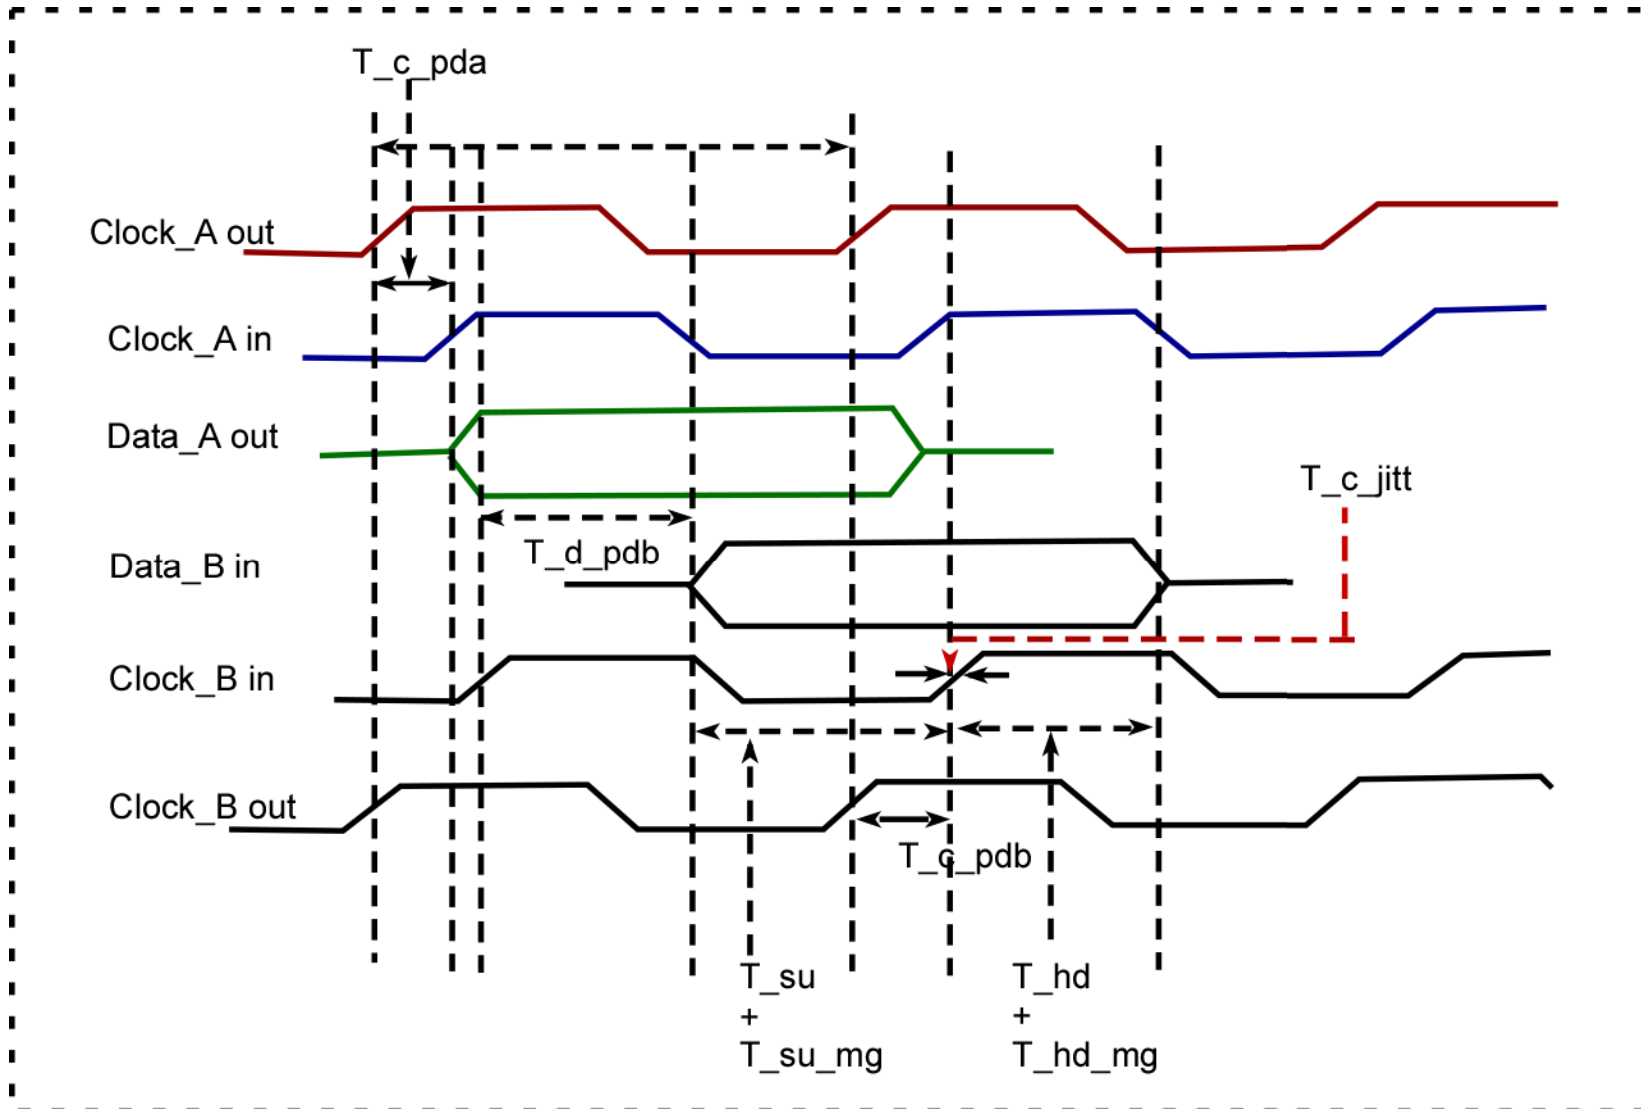 T_c_pda
Clock_A out
Clock_A in
Data_A out
T_c_jitt
T_d_pdb
Data_B in
Clock_B in
Clock_B out
T_c_pdb
T_su
+
T_su_mg
T_hd
+
T_hd_mg